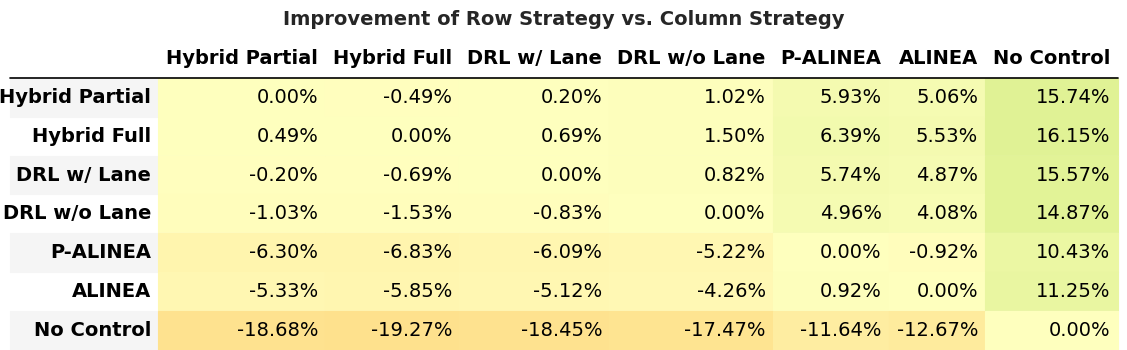 Improvement of Row Strategy vs. Column Strategy
Hybrid Partial Hybrid Full DRL w/ Lane DRL w/o Lane P-ALINEA ALINEA No Control
Hybrid Partial 0.00% -0.49% 0.20% 1.02% 5.93% 5.06% 15.74%
Hybrid Full 0.49% 0.00% 0.69% 1.50% 6.39% 5.53% 16.15%
DRL w/ Lane -0.20% -0.69% 0.00% 0.82% 5.74% 4.87% 15.57%
DRL w/o Lane -1.03% -1.53% -0.83% 0.00% 4.96% 4.08% 14.87%
P-ALINEA -6.30% -6.83% -6.09% -5.22% 0.00% -0.92% 10.43%
ALINEA -5.33% -5.85% -5.12% -4.26% 0.92% 0.00% 11.25%
No Control -18.68% -19.27% -18.45% -17.47% -11.64% -12.67% 0.00%